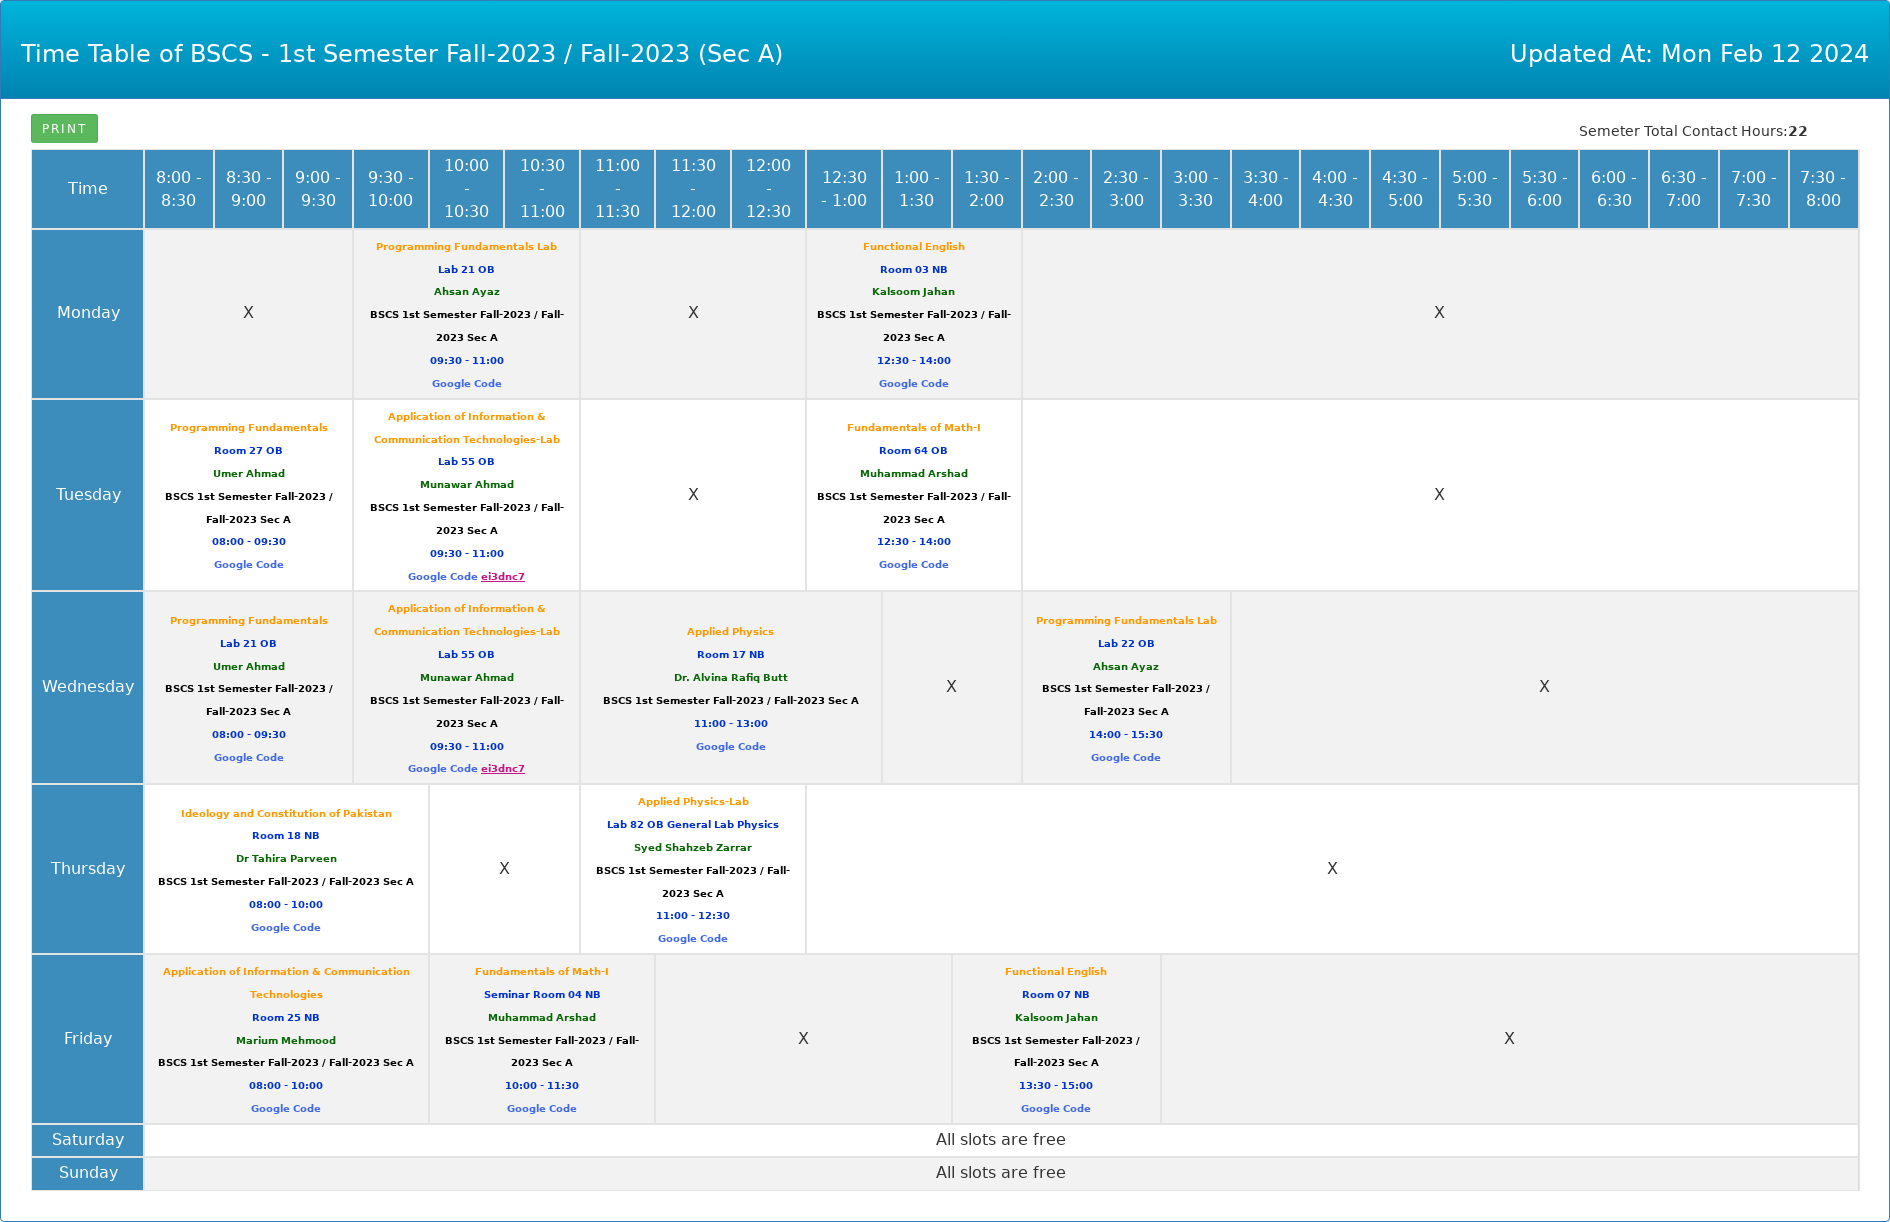 Time Table of BSCS - 1st Semester Fall-2023 / Fall-2023 (Sec A)
Updated At: Mon Feb 12 2024
PRINT
Semeter Total Contact Hours:22
Time
8:00 -
8:30
8:30 -
9:00
9:00 -
9:30
9:30 -
10:00
10:00
-
10:30
10:30
-
11:00
11:00
-
11:30
11:30
-
12:00
12:00
-
12:30
12:30
- 1:00
1:00 -
1:30
1:30 -
2:00
2:00 -
2:30
2:30 -
3:00
3:00 -
3:30
3:30 -
4:00
4:00 -
4:30
4:30 -
5:00
5:00 -
5:30
5:30 -
6:00
6:00 -
6:30
6:30 -
7:00
7:00 -
7:30
7:30 -
8:00
Monday
X
Programming Fundamentals Lab
Lab 21 OB
Ahsan Ayaz
BSCS 1st Semester Fall-2023 / Fall-
2023 Sec A
09:30 - 11:00
Google Code
X
Functional English
Room 03 NB
Kalsoom Jahan
BSCS 1st Semester Fall-2023 / Fall-
2023 Sec A
12:30 - 14:00
Google Code
X
Tuesday
Programming Fundamentals
Room 27 OB
Umer Ahmad
BSCS 1st Semester Fall-2023 /
Fall-2023 Sec A
08:00 - 09:30
Google Code
Application of Information &
Communication Technologies-Lab
Lab 55 OB
Munawar Ahmad
BSCS 1st Semester Fall-2023 / Fall-
2023 Sec A
09:30 - 11:00
Google Code ei3dnc7
X
Fundamentals of Math-I
Room 64 OB
Muhammad Arshad
BSCS 1st Semester Fall-2023 / Fall-
2023 Sec A
12:30 - 14:00
Google Code
X
Wednesday
Programming Fundamentals
Lab 21 OB
Umer Ahmad
BSCS 1st Semester Fall-2023 /
Fall-2023 Sec A
08:00 - 09:30
Google Code
Application of Information &
Communication Technologies-Lab
Lab 55 OB
Munawar Ahmad
BSCS 1st Semester Fall-2023 / Fall-
2023 Sec A
09:30 - 11:00
Google Code ei3dnc7
Applied Physics
Room 17 NB
Dr. Alvina Rafiq Butt
BSCS 1st Semester Fall-2023 / Fall-2023 Sec A
11:00 - 13:00
Google Code
X
Programming Fundamentals Lab
Lab 22 OB
Ahsan Ayaz
BSCS 1st Semester Fall-2023 /
Fall-2023 Sec A
14:00 - 15:30
Google Code
X
Thursday
Ideology and Constitution of Pakistan
Room 18 NB
Dr Tahira Parveen
BSCS 1st Semester Fall-2023 / Fall-2023 Sec A
08:00 - 10:00
Google Code
X
Applied Physics-Lab
Lab 82 OB General Lab Physics
Syed Shahzeb Zarrar
BSCS 1st Semester Fall-2023 / Fall-
2023 Sec A
11:00 - 12:30
Google Code
X
Friday
Application of Information & Communication
Technologies
Room 25 NB
Marium Mehmood
BSCS 1st Semester Fall-2023 / Fall-2023 Sec A
08:00 - 10:00
Google Code
Fundamentals of Math-I
Seminar Room 04 NB
Muhammad Arshad
BSCS 1st Semester Fall-2023 / Fall-
2023 Sec A
10:00 - 11:30
Google Code
X
Functional English
Room 07 NB
Kalsoom Jahan
BSCS 1st Semester Fall-2023 /
Fall-2023 Sec A
13:30 - 15:00
Google Code
X
Saturday
All slots are free
Sunday
All slots are free